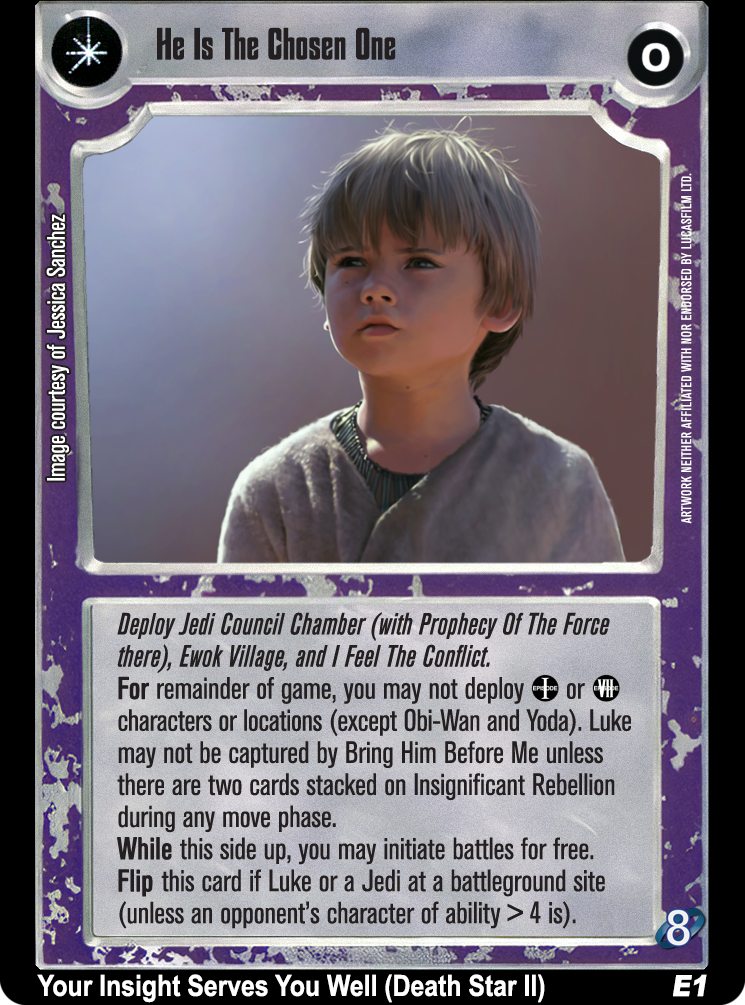 He Is The Chosen One
O
Image courtesy of Jessica Sanchez
ARTWORK NEITHER AFFILIATED WITH NOR ENDORSED BY LUCASFILM LTD.
Deploy Jedi Council Chamber (with Prophecy Of The Force
there), Ewok Village, and I Feel The Conflict.
For remainder of game, you may not deploy EPISODE I or EPISODE VII
characters or locations (except Obi-Wan and Yoda). Luke
may not be captured by Bring Him Before Me unless
there are two cards stacked on Insignificant Rebellion
during any move phase.
While this side up, you may initiate battles for free.
Flip this card if Luke or a Jedi at a battleground site
(unless an opponent's character of ability > 4 is).
8
Your Insight Serves You Well (Death Star II) E1